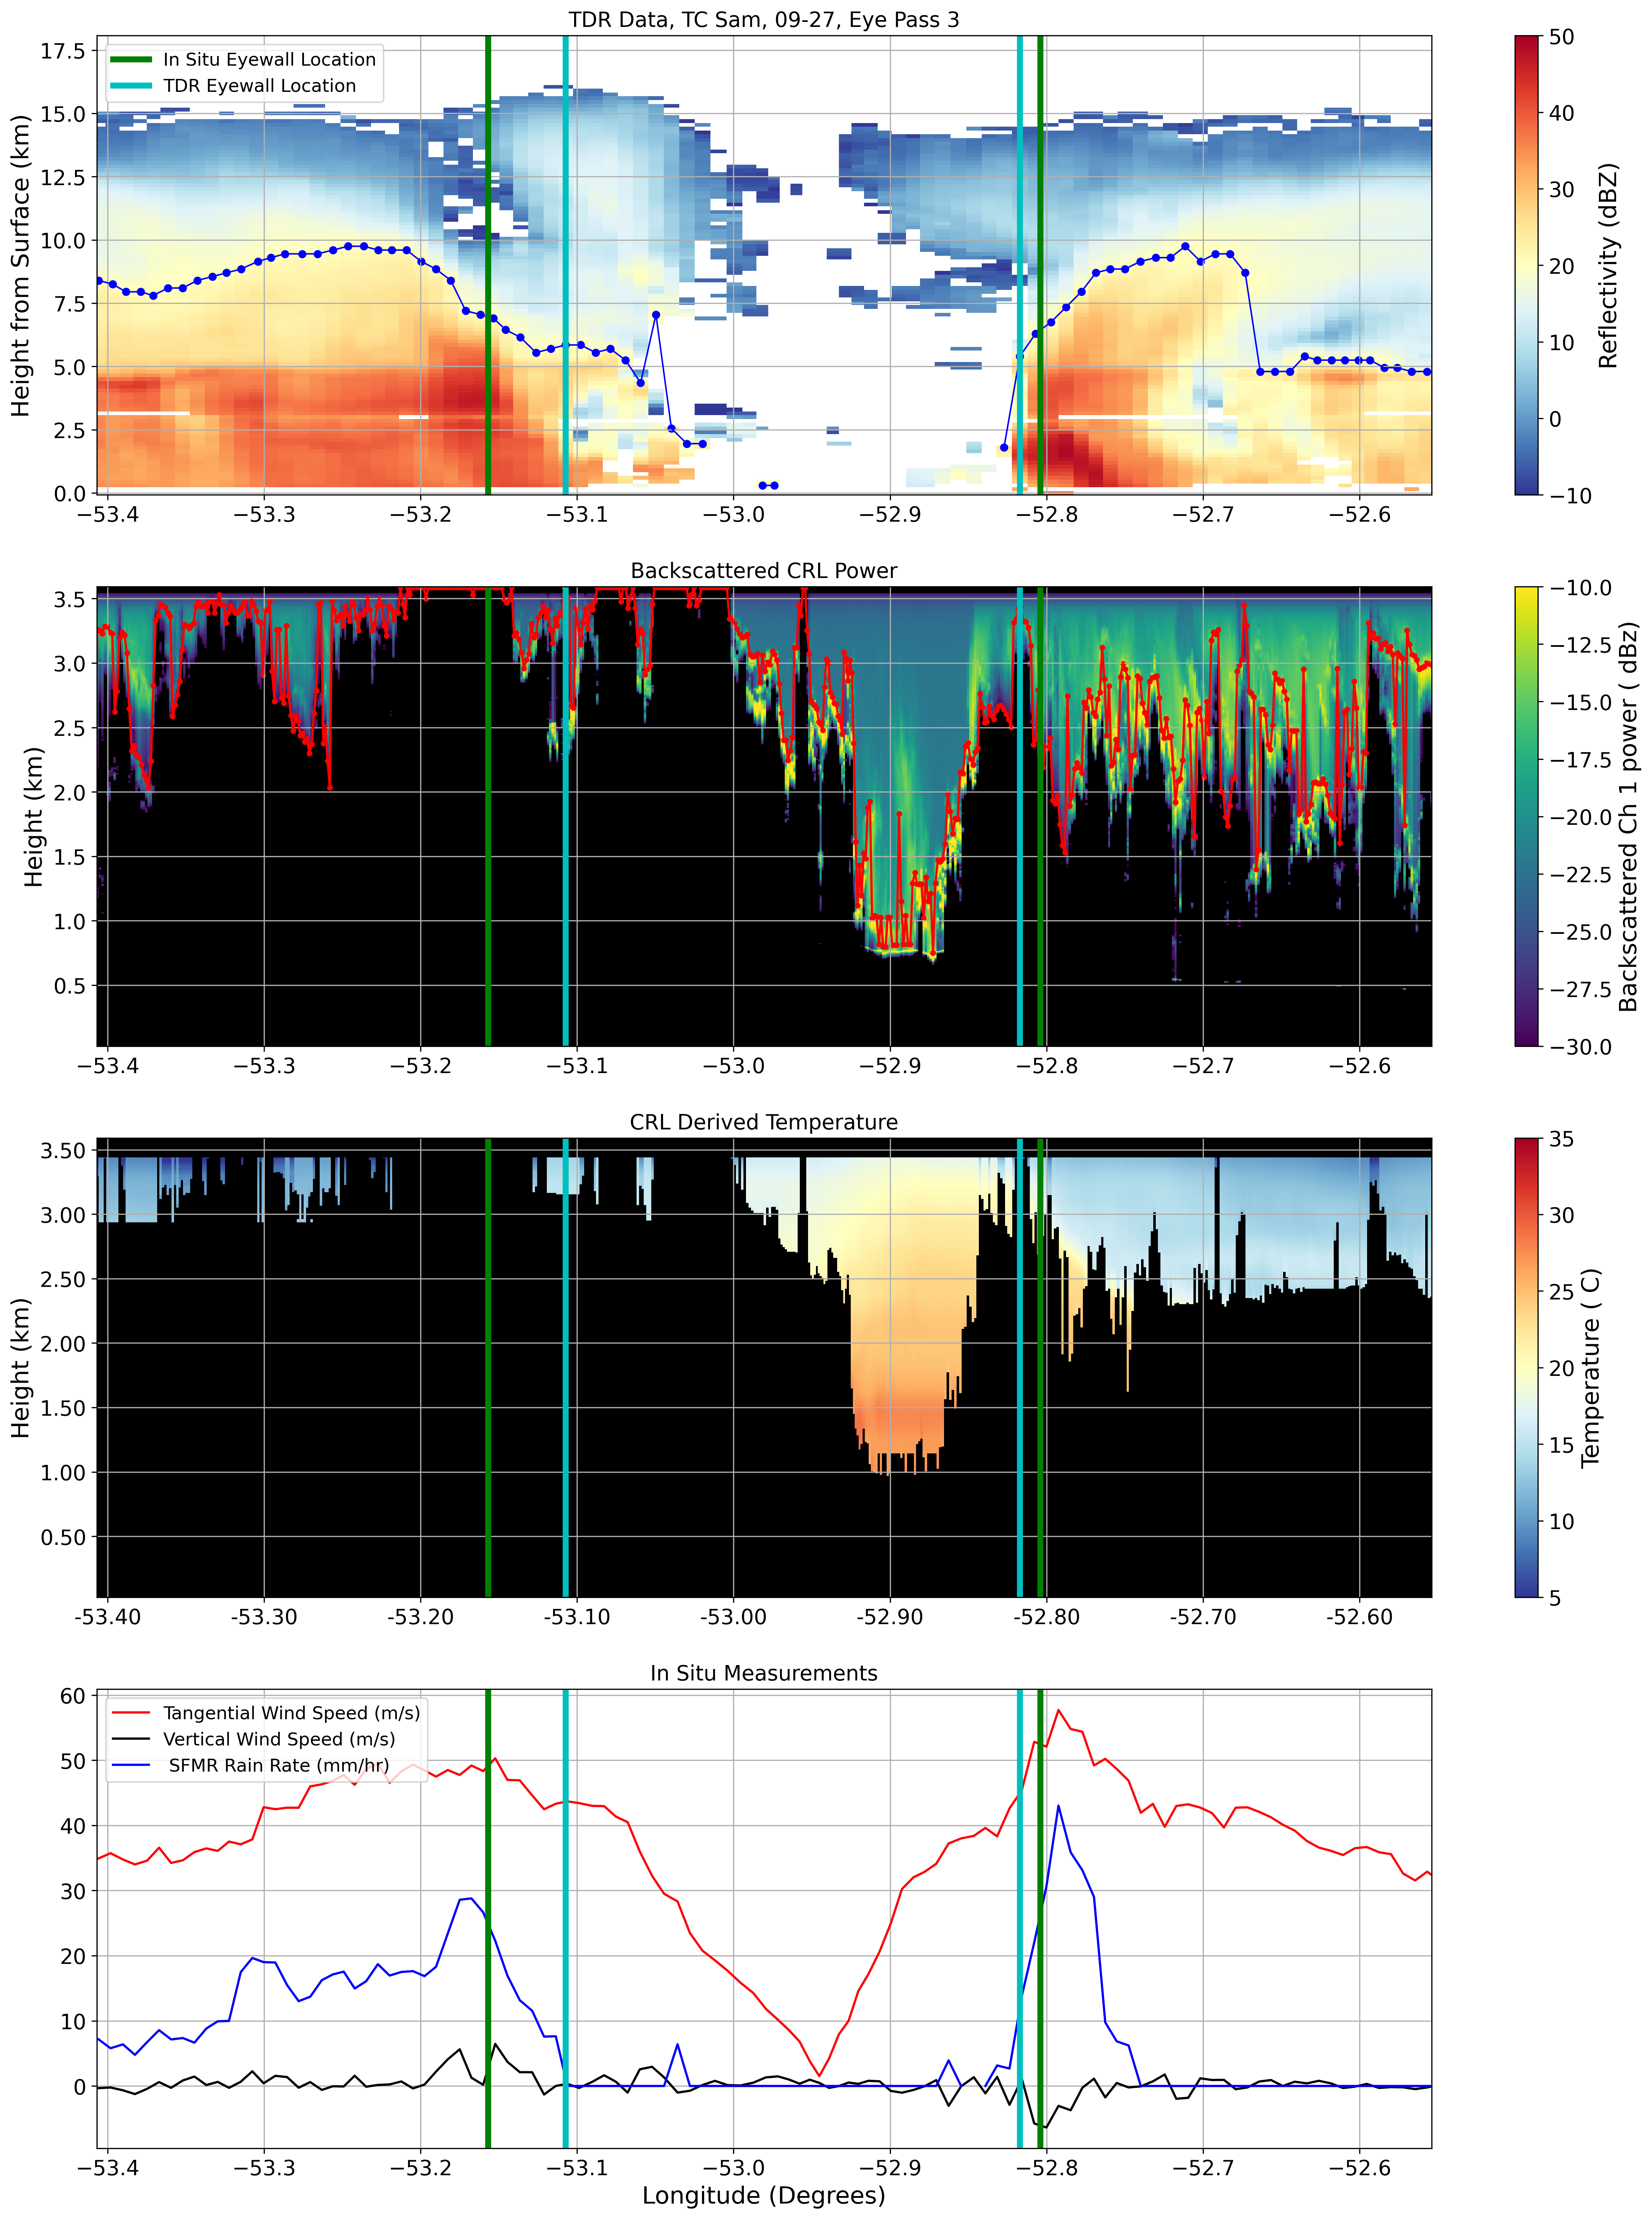 TDR Data, TC Sam, 09-27, Eye Pass 3
In Situ Eyewall Location
TDR Eyewall Location
Height from Surface (km)
17.5
15.0
12.5
10.0
7.5
5.0
2.5
0.0
−53.4 −53.3 −53.2 −53.1 −53.0 −52.9 −52.8 −52.7 −52.6
50
40
30
20
10
0
−10
Reflectivity (dBZ)
Backscattered CRL Power
Height (km)
3.5
3.0
2.5
2.0
1.5
1.0
0.5
−53.4 −53.3 −53.2 −53.1 −53.0 −52.9 −52.8 −52.7 −52.6
−10.0
−12.5
−15.0
−17.5
−20.0
−22.5
−25.0
−27.5
−30.0
Backscattered Ch 1 power ( dBz)
CRL Derived Temperature
Height (km)
3.50
3.00
2.50
2.00
1.50
1.00
0.50
-53.40 -53.30 -53.20 -53.10 -53.00 -52.90 -52.80 -52.70 -52.60
35
30
25
20
15
10
5
Temperature ( C)
In Situ Measurements
Tangential Wind Speed (m/s)
Vertical Wind Speed (m/s)
SFMR Rain Rate (mm/hr)
60
50
40
30
20
10
0
−53.4 −53.3 −53.2 −53.1 −53.0 −52.9 −52.8 −52.7 −52.6
Longitude (Degrees)